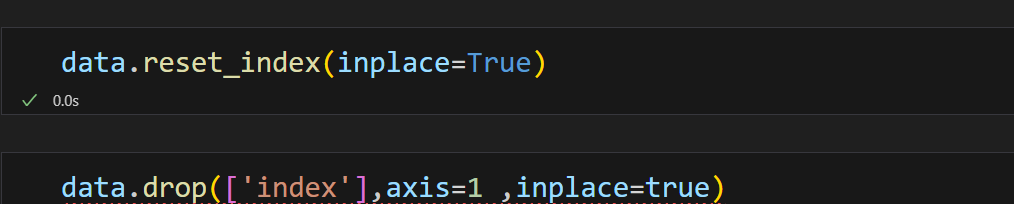 data.reset_index(inplace=True)
✓ 0.0s
data.drop(['index'],axis=1 ,inplace=true)